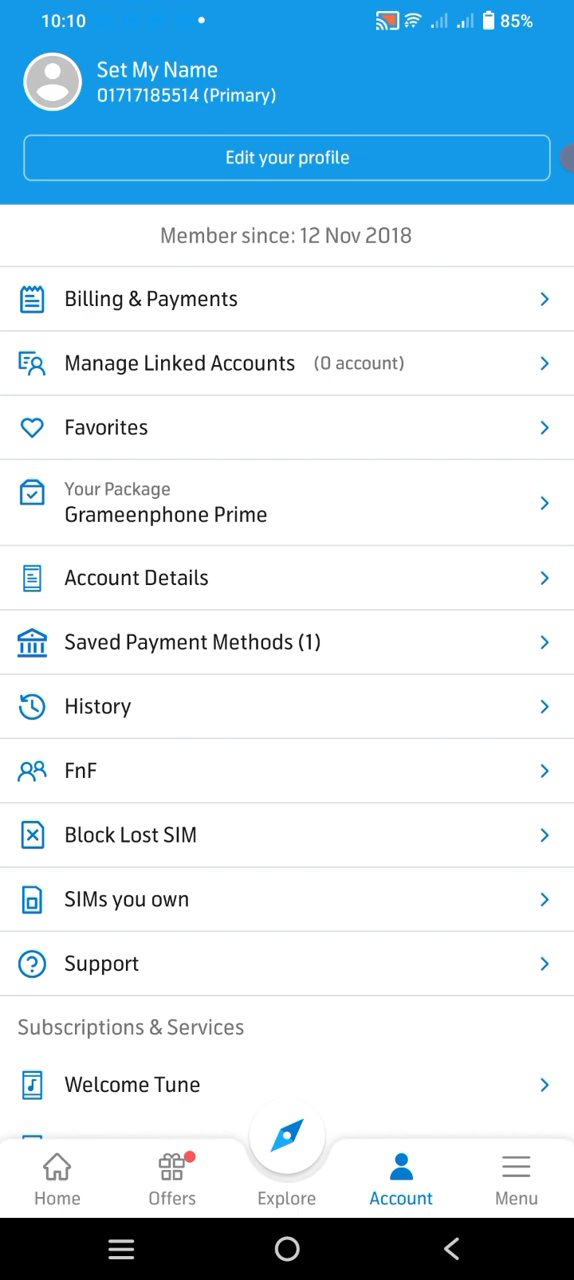 10:10
85%
Set My Name
01717185514 (Primary)
Edit your profile
Member since: 12 Nov 2018
Billing & Payments
Manage Linked Accounts (0 account)
Favorites
Your Package
Grameenphone Prime
Account Details
Saved Payment Methods (1)
History
FnF
Block Lost SIM
SIMs you own
Support
Subscriptions & Services
Welcome Tune
Home
Offers
Explore
Account
Menu